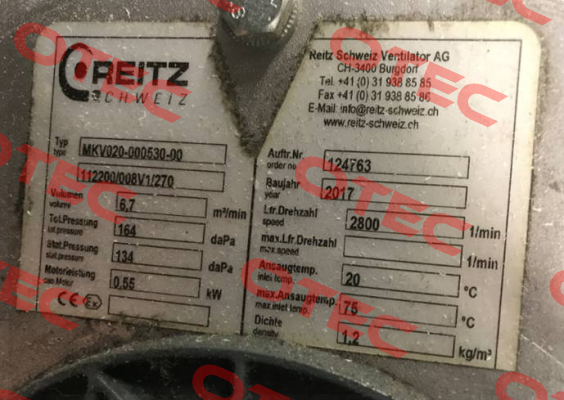 REITZ
SCHWEIZ
Typ
type
MKV020-000530-00
112200/008V1/270
Volumen
volume
6,7
m³/min
Tot.Pressung
tot.pressure
164
daPa
Stat.Pressung
stat.pressure
134
daPa
Motorleistung
cap.Motor
0,55
kW
CE Ex
Reitz Schweiz Ventilator AG
CH-3400 Burgdorf
Tel. +41 (0) 31 938 85 85
Fax +41 (0) 31 938 85 86
E-Mail: info@reitz-schweiz.ch
www.reitz-schweiz.ch
Auftr.Nr.
order no
124763
Baujahr
year
2017
Lfr.Drehzahl
speed
2800
1/min
max.Lfr.Drehzahl
max.speed
1/min
Ansaugtemp.
inlet temp.
20
°C
max.Ansaugtemp.
max.inlet temp.
75
°C
Dichte
density
1,2
kg/m³
OTEC